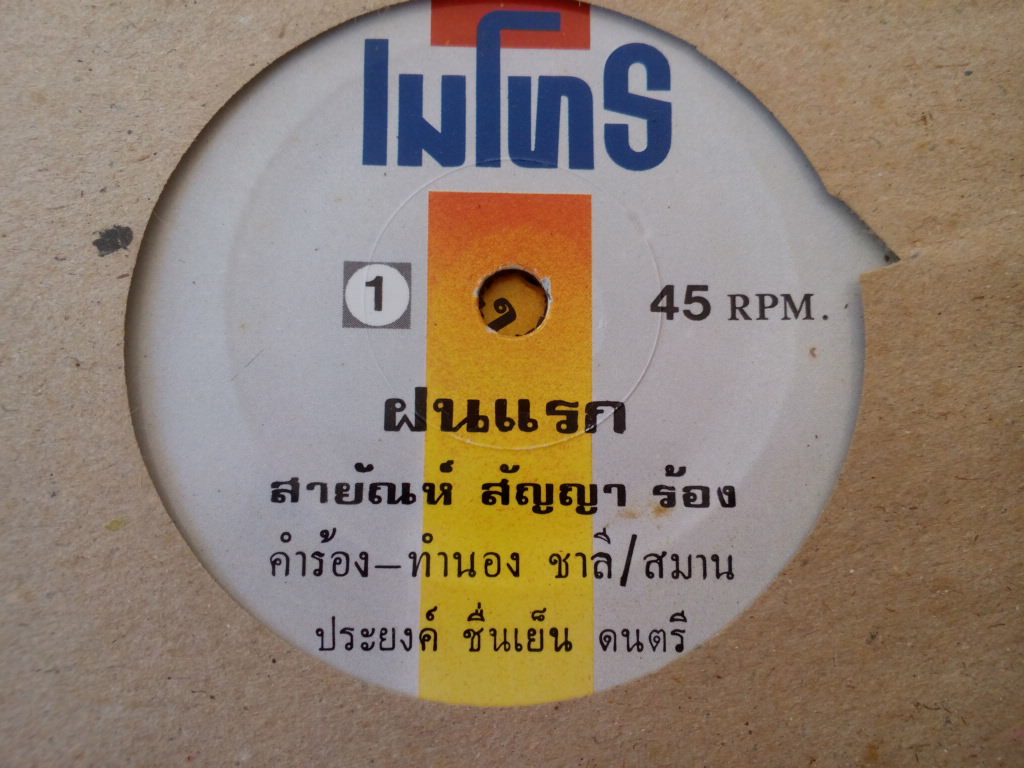 เมโทร
1
45 RPM.
ฝนแรก
สายัณห์ สัญญา ร้อง
คำร้อง-ทำนอง ชาลี/สมาน
ประยงค์ ชื่นเย็น ดนตรี